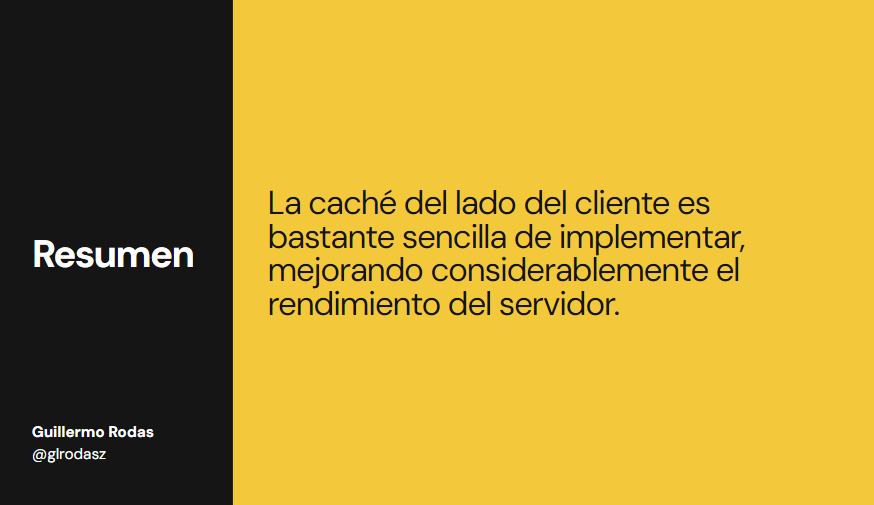 Resumen
La caché del lado del cliente es
bastante sencilla de implementar,
mejorando considerablemente el
rendimiento del servidor.
Guillermo Rodas
@glrodasz